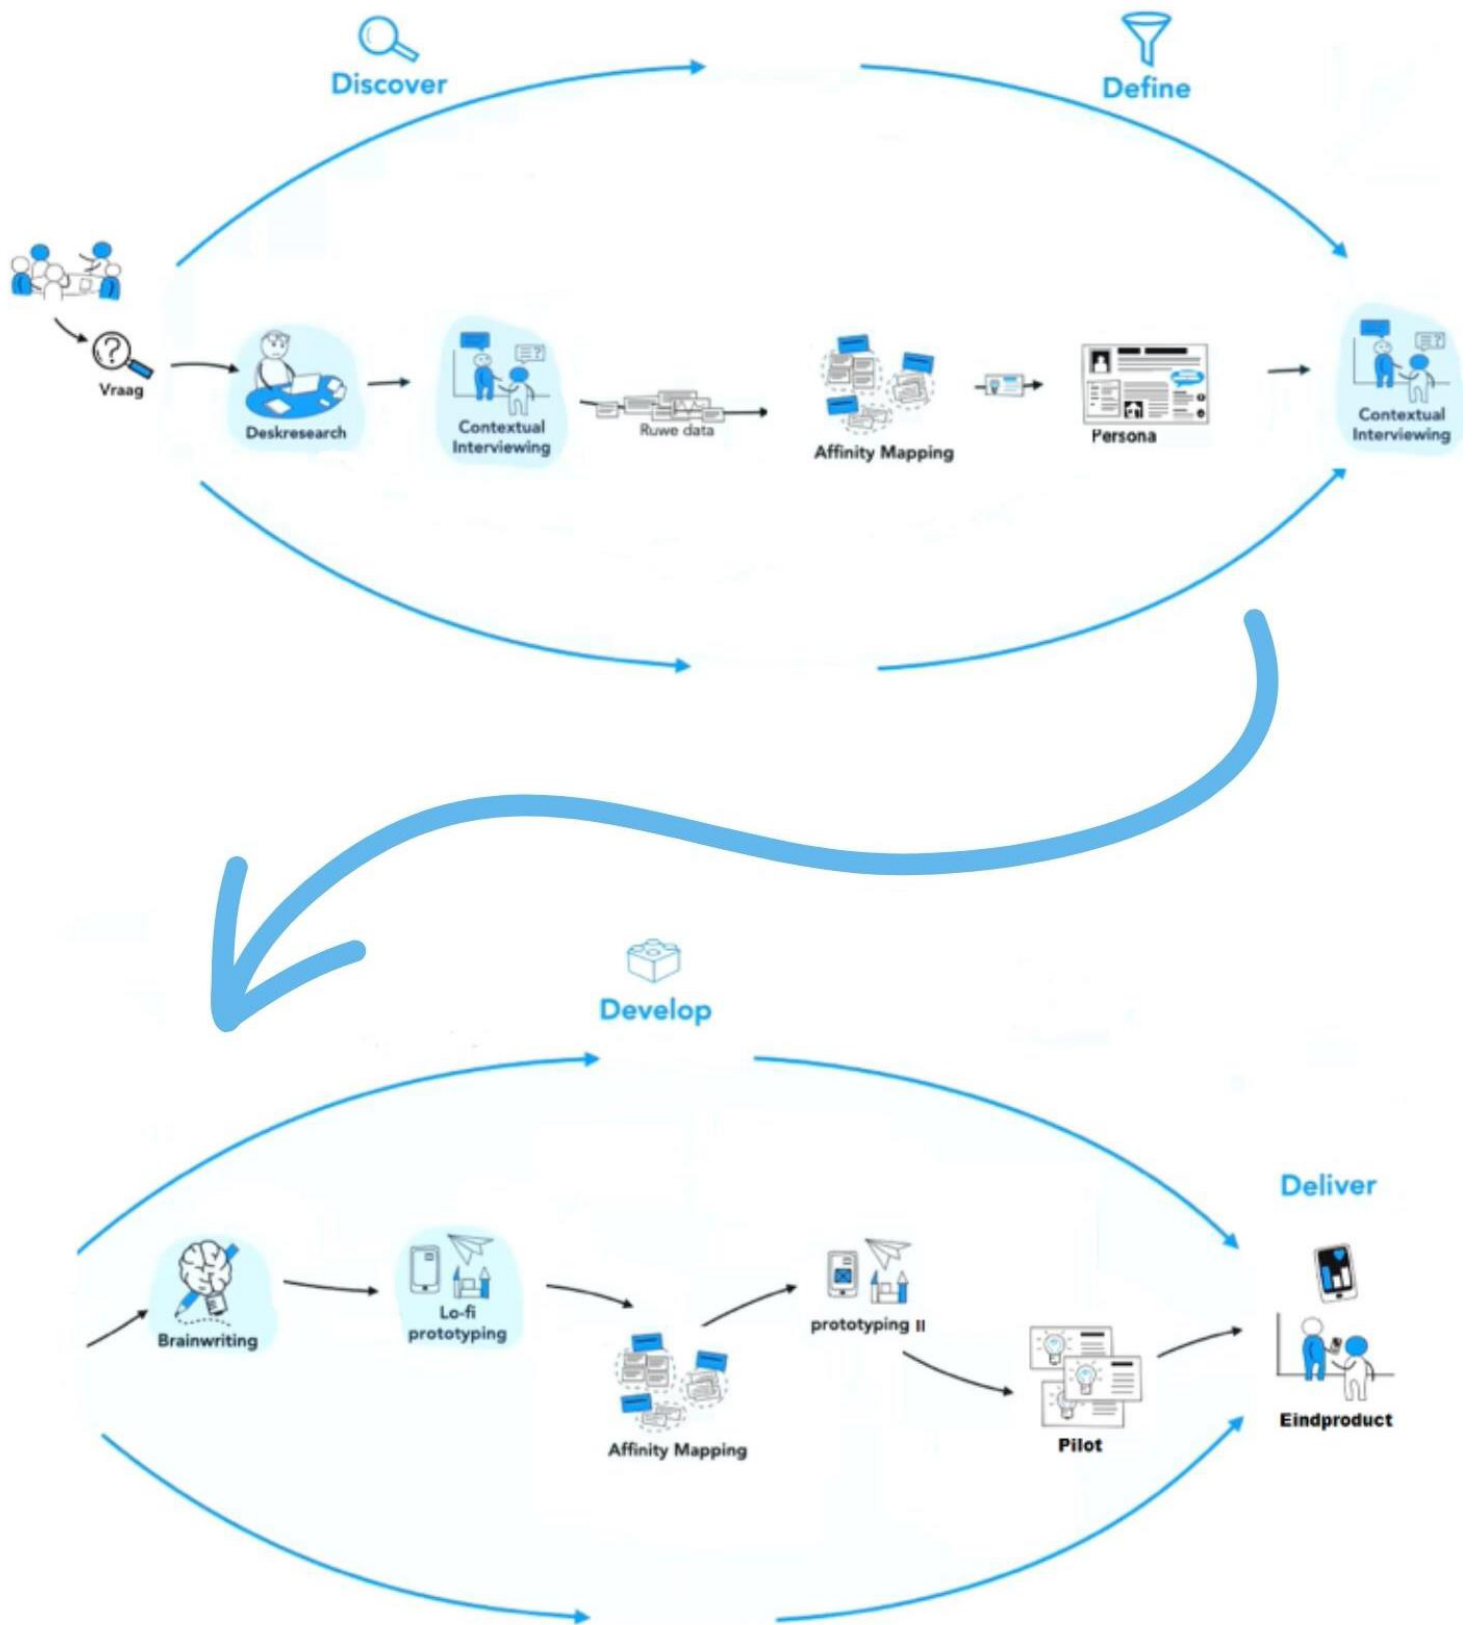 Discover
Define
Vraag
Deskresearch
Contextual
Interviewing
Ruwe data
Affinity Mapping
Persona
Contextual
Interviewing
Develop
Deliver
Brainwriting
Lo-fi
prototyping
Affinity Mapping
prototyping II
Pilot
Eindproduct